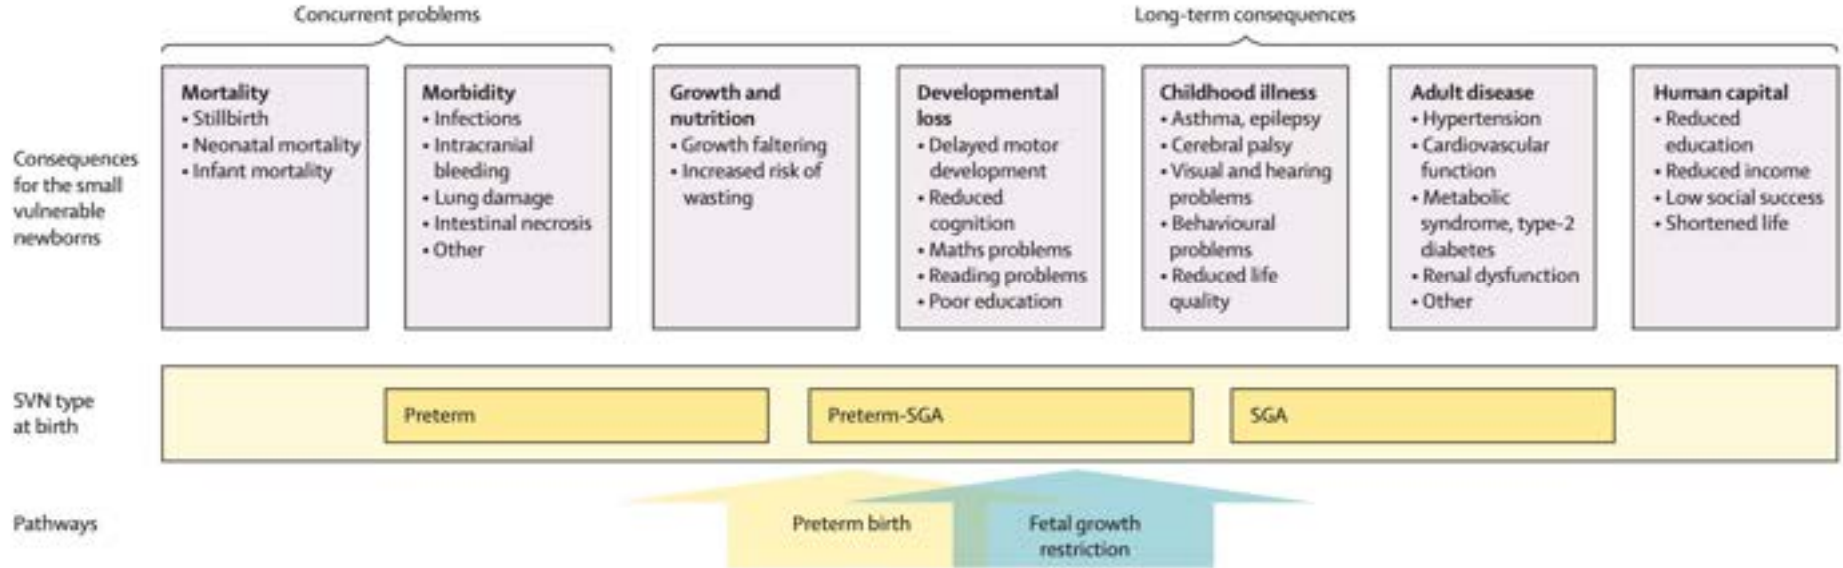 Concurrent problems
Long-term consequences
Consequences
for the small
vulnerable
newborns
Mortality
• Stillbirth
• Neonatal mortality
• Infant mortality
Morbidity
• Infections
• Intracranial
bleeding
• Lung damage
• Intestinal necrosis
• Other
Growth and
nutrition
• Growth faltering
• Increased risk of
wasting
Developmental
loss
• Delayed motor
development
• Reduced
cognition
• Maths problems
• Reading problems
• Poor education
Childhood illness
• Asthma, epilepsy
• Cerebral palsy
• Visual and hearing
problems
• Behavioural
problems
• Reduced life
quality
Adult disease
• Hypertension
• Cardiovascular
function
• Metabolic
syndrome, type-2
diabetes
• Renal dysfunction
• Other
Human capital
• Reduced
education
• Reduced income
• Low social success
• Shortened life
SVN type
at birth
Preterm
Preterm-SGA
SGA
Pathways
Preterm birth
Fetal growth
restriction